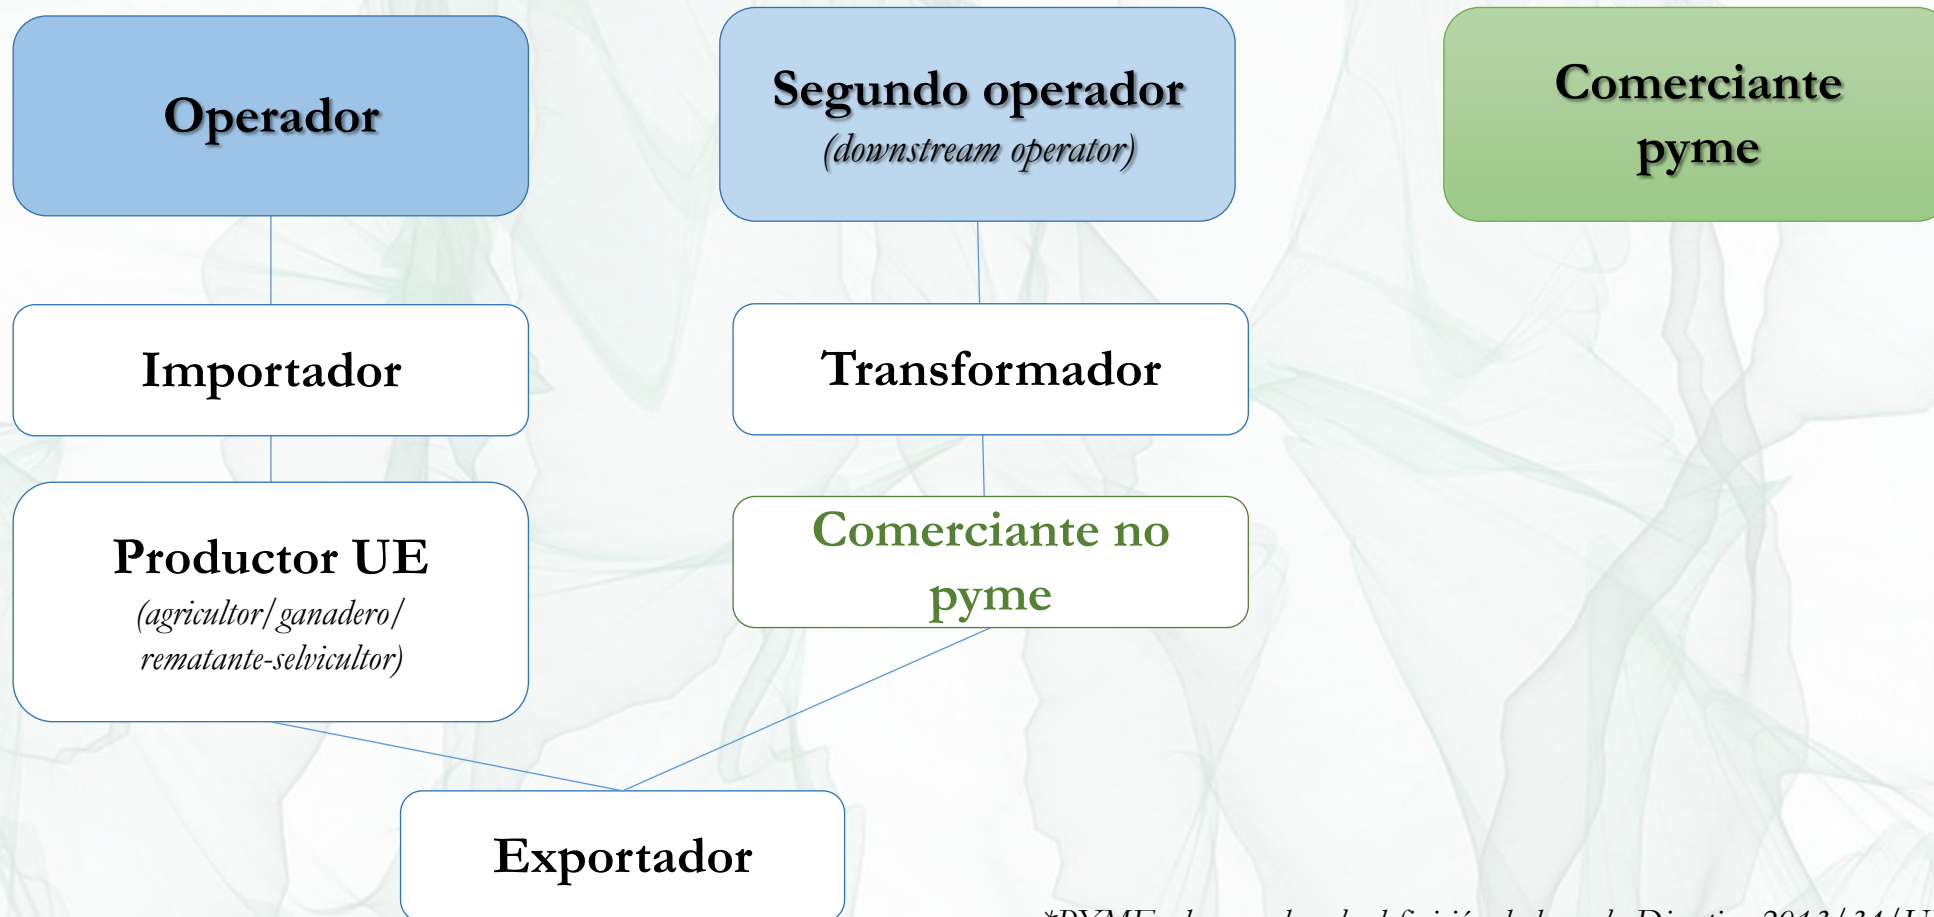 Operador
Segundo operador
(downstream operator)
Comerciante
pyme
Importador
Transformador
Productor UE
(agricultor/ganadero/
rematante-selvicultor)
Comerciante no
pyme
Exportador